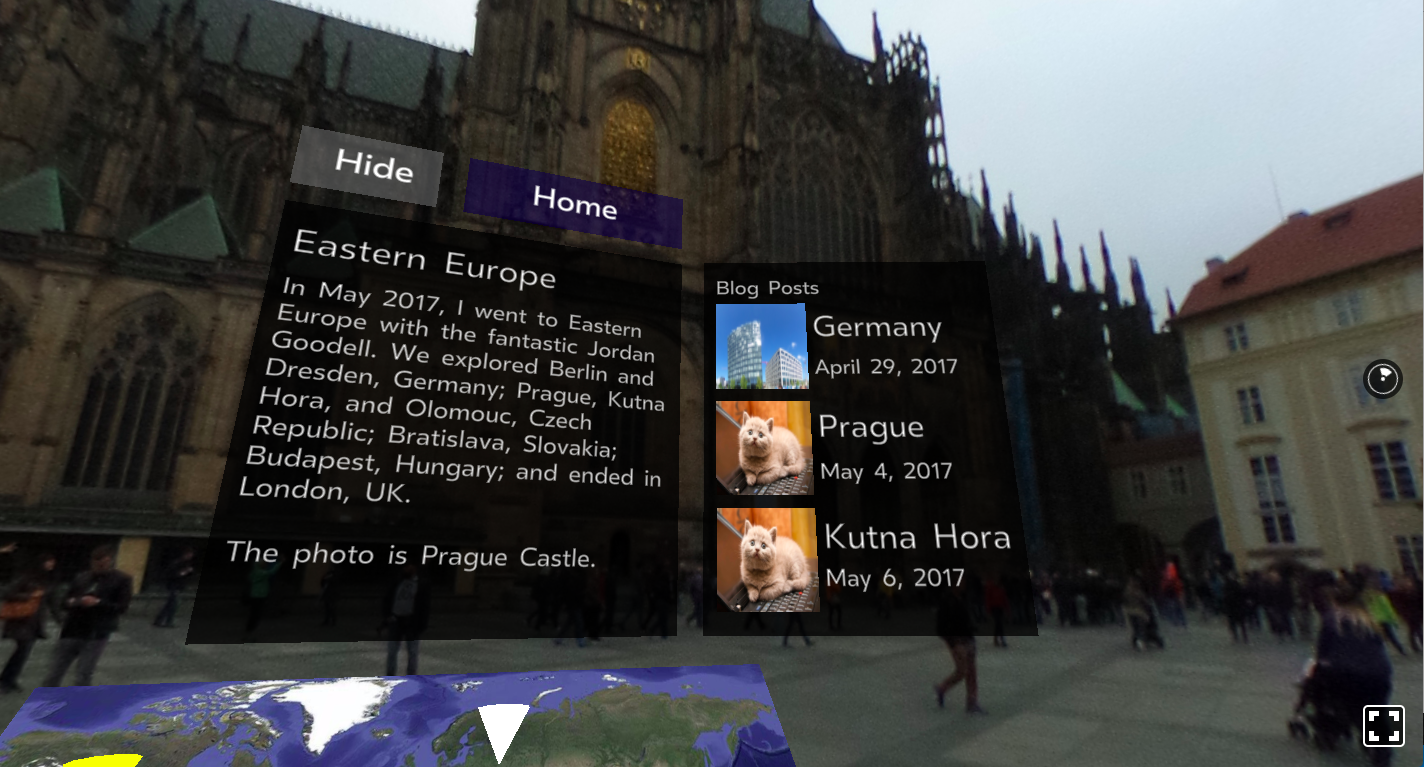 Hide
Home
Eastern Europe
In May 2017, I went to Eastern
Europe with the fantastic Jordan
Goodell. We explored Berlin and
Dresden, Germany; Prague, Kutna
Hora, and Olomouc, Czech
Republic; Bratislava, Slovakia;
Budapest, Hungary; and ended in
London, UK.
The photo is Prague Castle.
Blog Posts
Germany
April 29, 2017
Prague
May 4, 2017
Kutna Hora
May 6, 2017